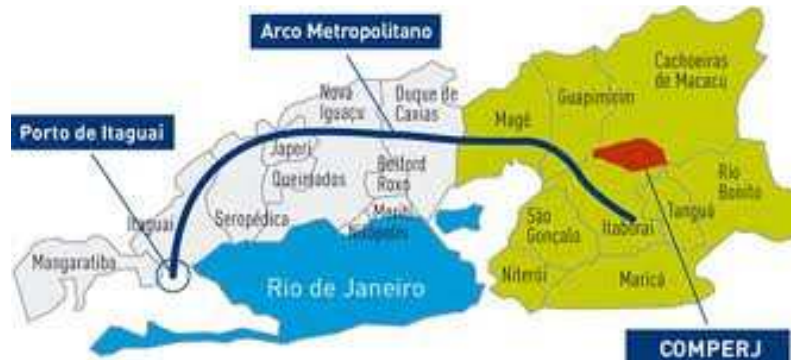 Arco Metropolitano
Cachoeiras
de Macacu
Nova
Iguaçu
Duque de
Caxias
Magé
Guapimirim
Porto de Itaguai
Japeri
Queimados
Belford
Roxo
Rio
Bonito
Itaguaí
Seropédica
São
Gonçalo
Itaboraí
Tanguá
Mangaratiba
Rio de Janeiro
Niterói
Maricá
COMPERJ